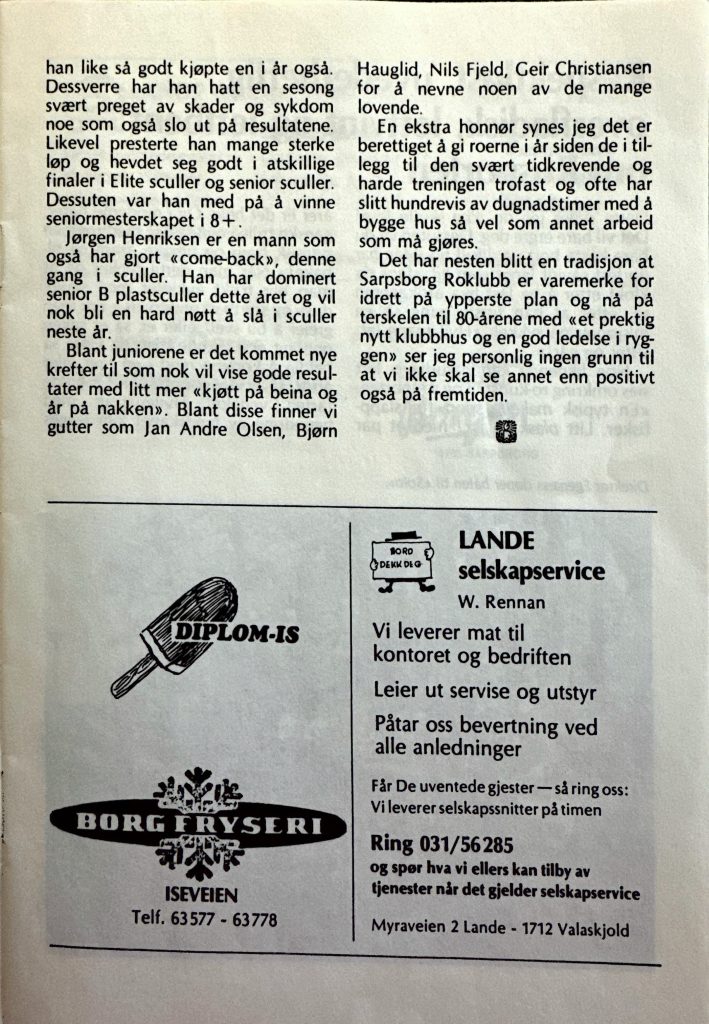 han like så godt kjøpte en i år også.
Dessverre har han hatt en sesong
svært preget av skader og sykdom
noe som også slo ut på resultatene.
Likevel presterte han mange sterke
løp og hevdet seg godt i atskillige
finaler i Elite sculler og senior sculler.
Dessuten var han med på å vinne
seniormesterskapet i 8+.
Jørgen Henriksen er en mann som
også har gjort «come-back», denne
gang i sculler. Han har dominert
senior B plastsculler dette året og vil
nok bli en hard nøtt å slå i sculler
neste år.
Blant juniorene er det kommet nye
krefter til som nok vil vise gode resul-
tater med litt mer «kjøtt på beina og
år på nakken». Blant disse finner vi
gutter som Jan Andre Olsen, Bjørn
Hauglid, Nils Fjeld, Geir Christiansen
for å nevne noen av de mange
lovende.
En ekstra honnør synes jeg det er
berettiget å gi roerne i år siden de i til-
legg til den svært tidkrevende og
harde treningen trofast og ofte har
slitt hundrevis av dugnadstimer med å
bygge hus så vel som annet arbeid
som må gjøres.
Det har nesten blitt en tradisjon at
Sarpsborg Roklubb er varemerke for
idrett på ypperste plan og nå på
terskelen til 80-årene med «et prektig
nytt klubbhus og en god ledelse i ryg-
gen» ser jeg personlig ingen grunn til
at vi ikke skal se annet enn positivt
også på fremtiden.
DIPLOM-IS
BORG FRYSERI
ISEVEIEN
Telf. 63577 - 63778
BORD
DEKK DEG
LANDE
selskapservice
W. Rennan
Vi leverer mat til
kontoret og bedriften
Leier ut servise og utstyr
Påtar oss bevertning ved
alle anledninger
Får De uventede gjester — så ring oss:
Vi leverer selskapssnitter på timen
Ring 031/56285
og spør hva vi ellers kan tilby av
tjenester når det gjelder selskapservice
Myraveien 2 Lande - 1712 Valaskjold